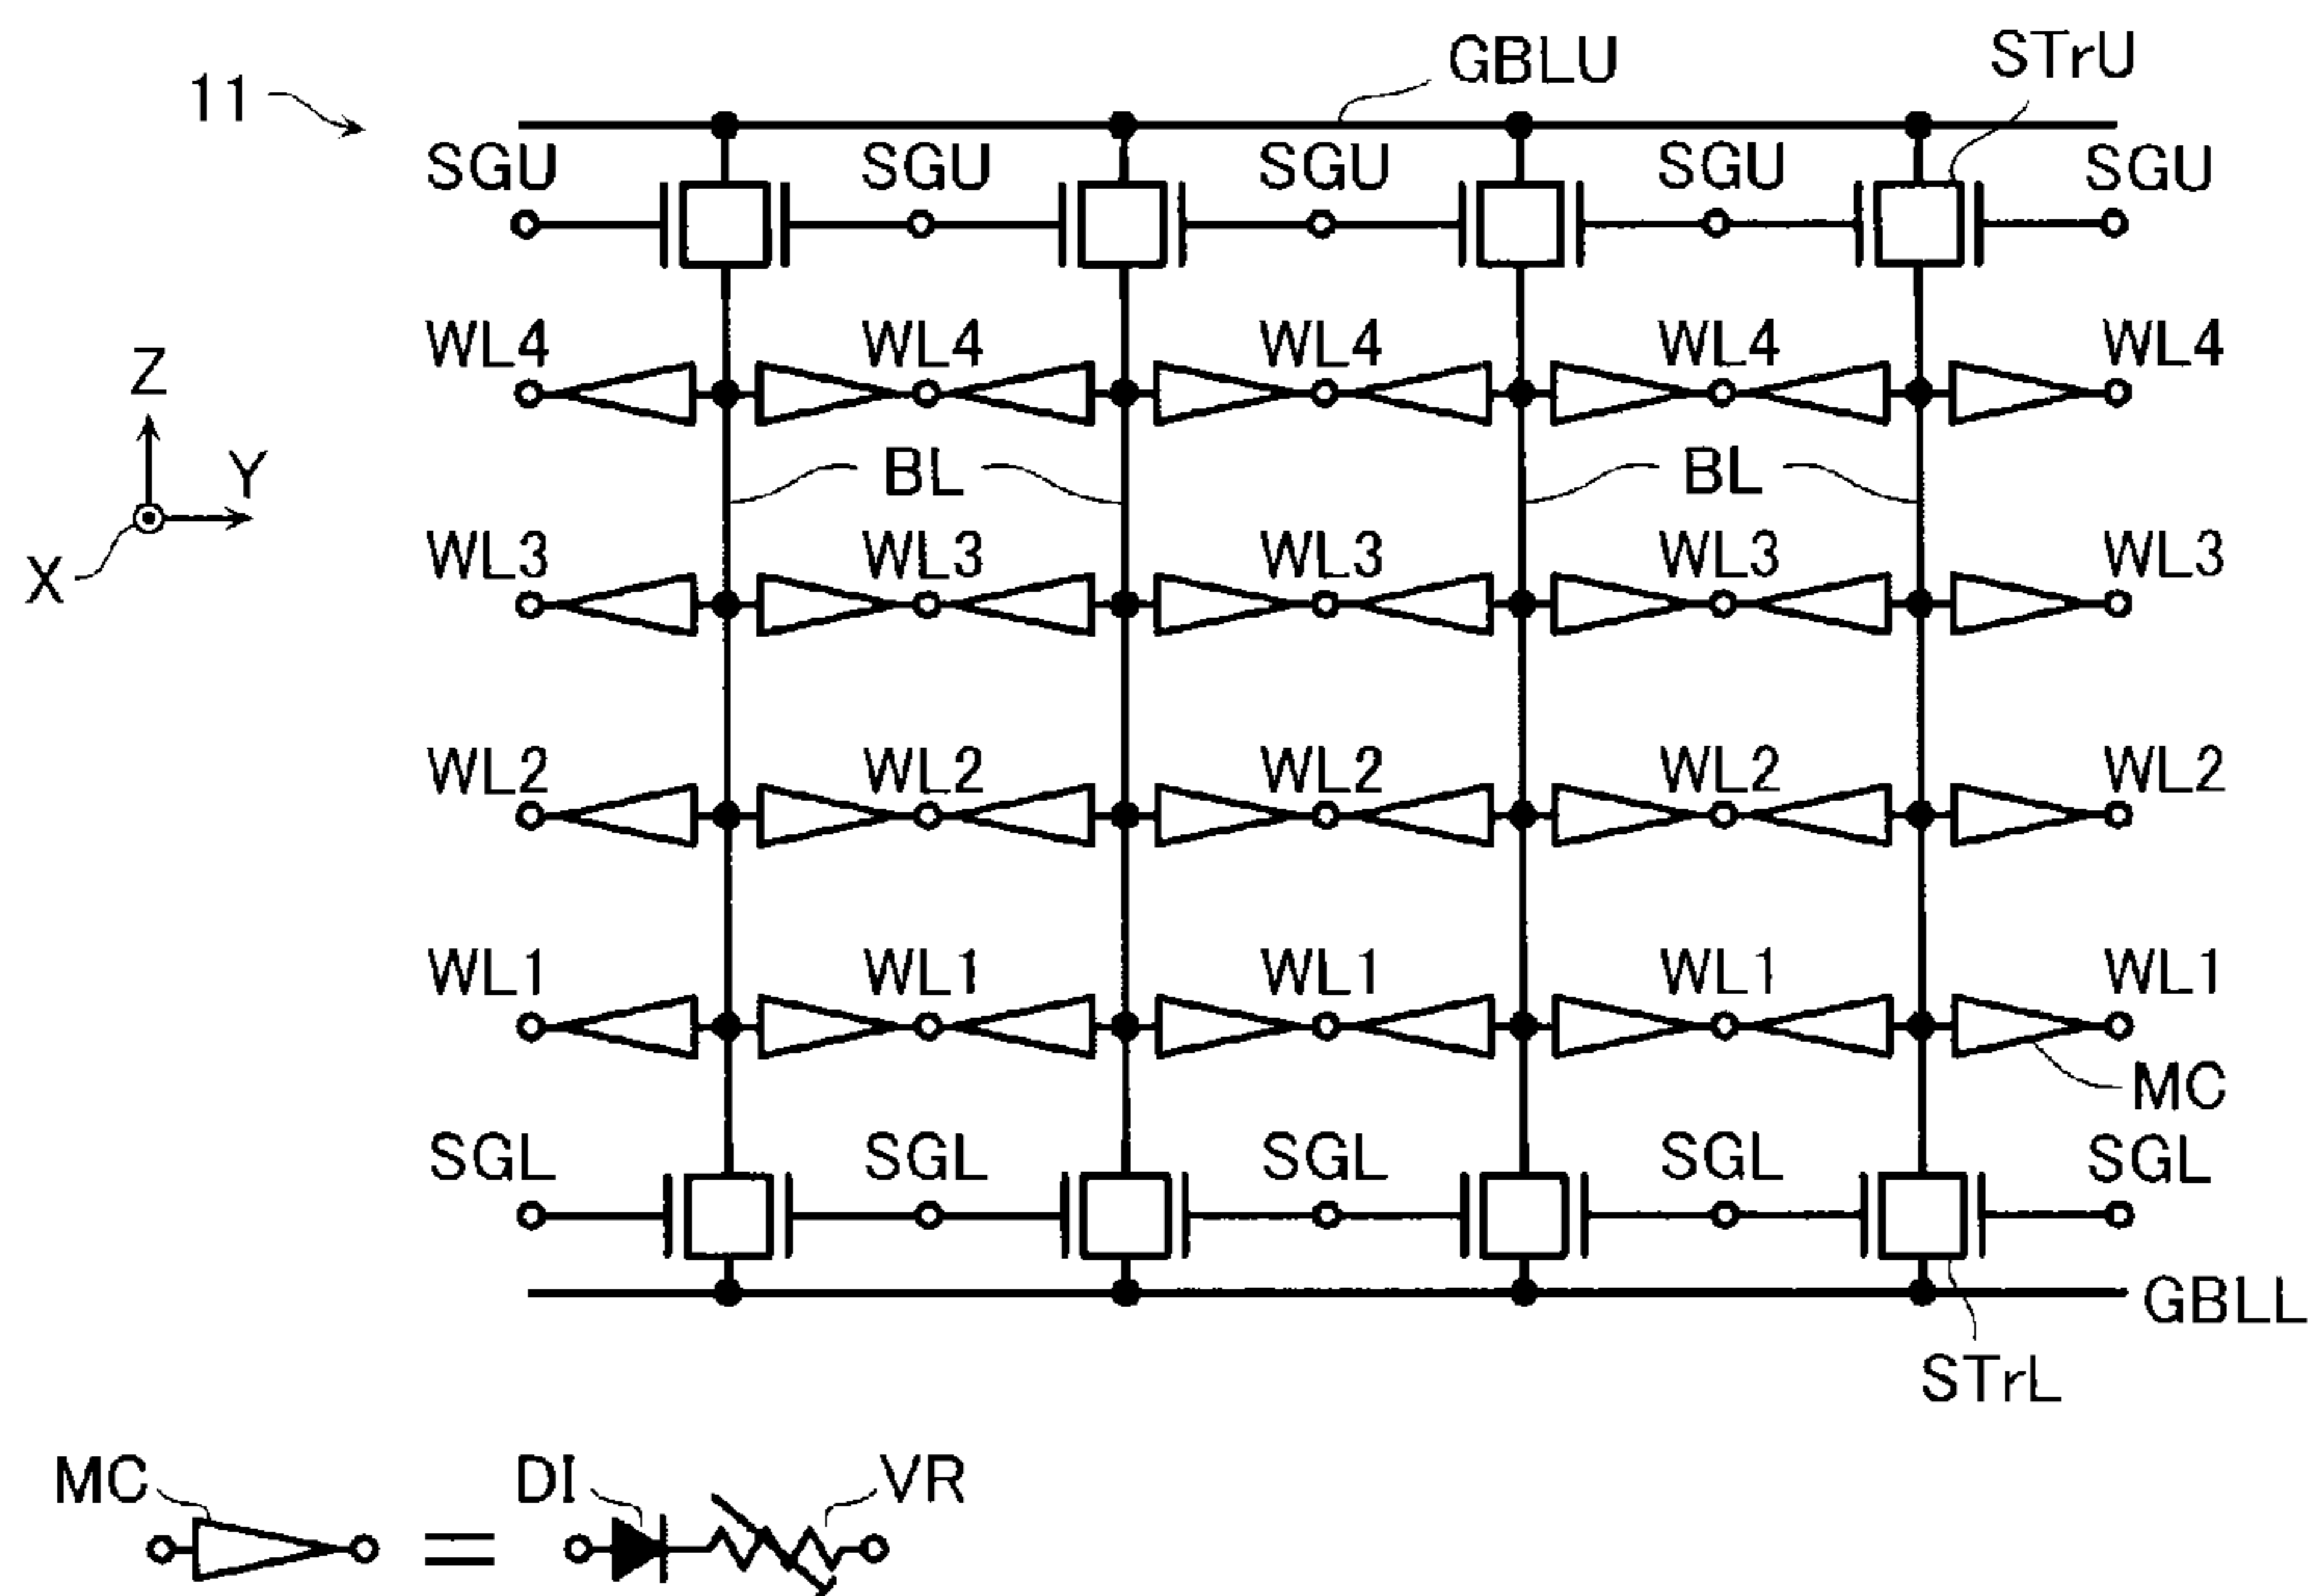 11 GBLU STrU
SGU SGU SGU SGU SGU
WL4 WL4 WL4 WL4 WL4
Z
Y
X
BL BL
WL3 WL3 WL3 WL3 WL3
WL2 WL2 WL2 WL2 WL2
WL1 WL1 WL1 WL1 WL1
MC
SGL SGL SGL SGL SGL
GBLL
STrL
MC = DI VR